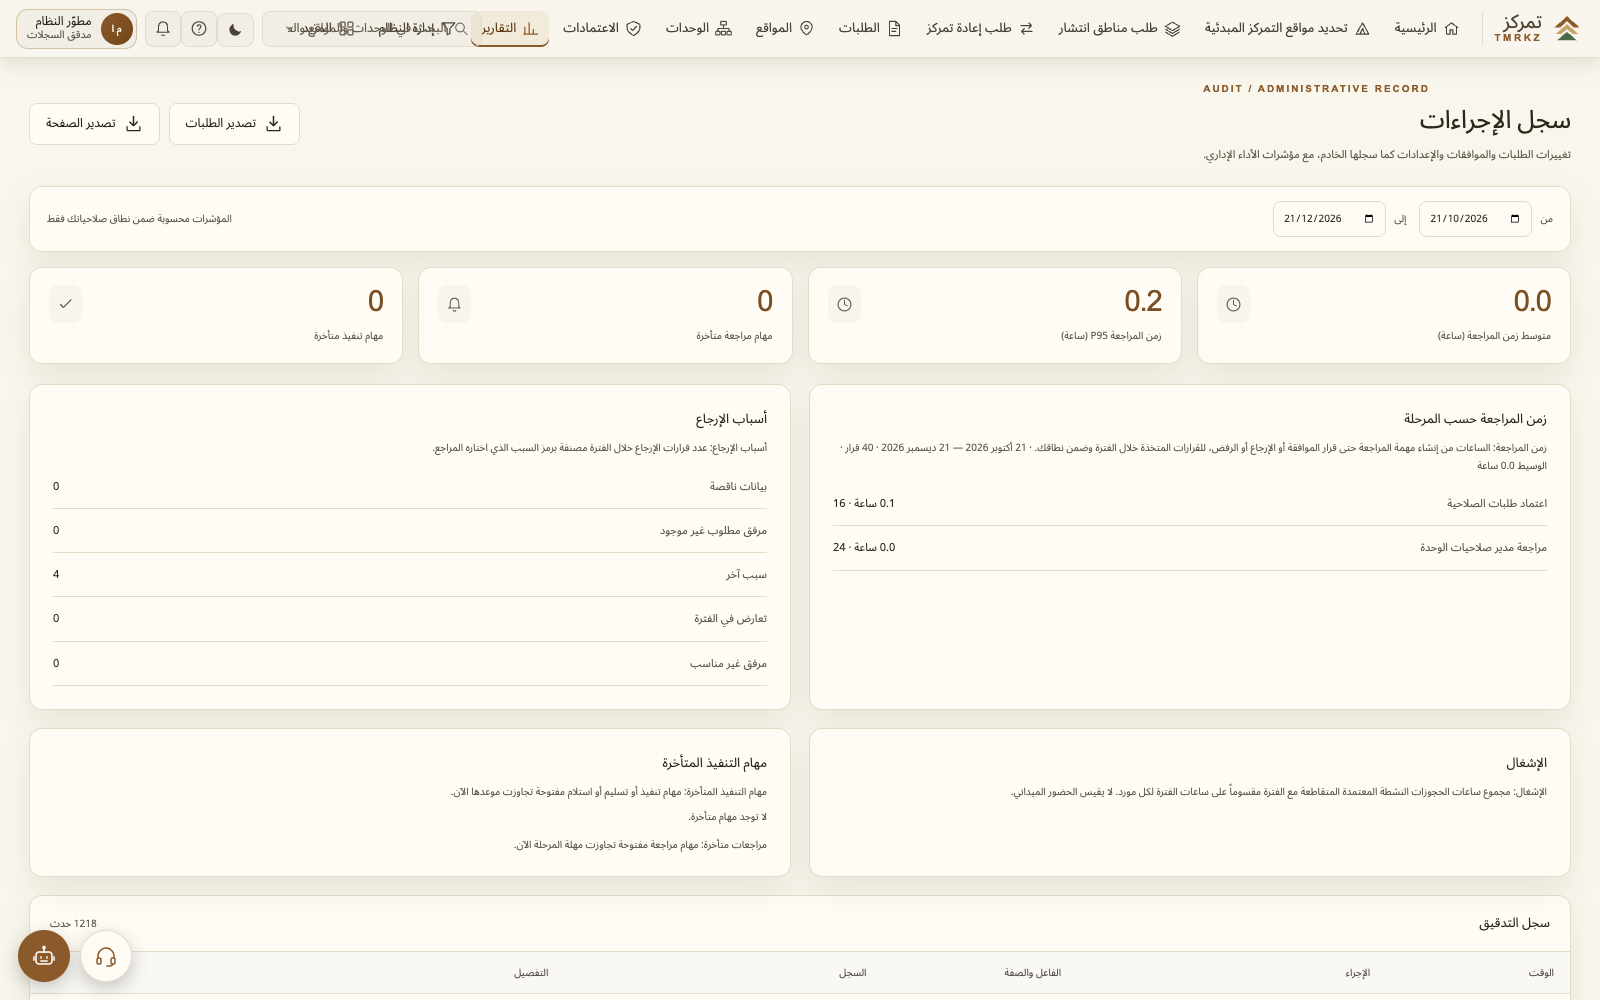 تمركز
TMRKZ
الرئيسية
تحديد مواقع التمركز المبدئية
طلب مناطق انتشار
طلب إعادة تمركز
الطلبات
المواقع
الوحدات
الاعتمادات
التقارير
إدارة النظام
مطوّر النظام
مدقق السجلات
م ا
AUDIT / ADMINISTRATIVE RECORD
سجل الإجراءات
تغييرات الطلبات والموافقات والإعدادات كما سجلها الخادم، مع مؤشرات الأداء الإداري.
تصدير الطلبات
تصدير الصفحة
من
21/10/2026
إلى
21/12/2026
المؤشرات محسوبة ضمن نطاق صلاحياتك فقط
0.0
متوسط زمن المراجعة (ساعة)
0.2
زمن المراجعة P95 (ساعة)
0
مهام مراجعة متأخرة
0
مهام تنفيذ متأخرة
زمن المراجعة حسب المرحلة
زمن المراجعة: الساعات من إنشاء مهمة المراجعة حتى قرار الموافقة أو الإرجاع أو الرفض، للقرارات المتخذة خلال الفترة وضمن نطاقك. · 21 أكتوبر 2026 — 21 ديسمبر 2026 · 40 قرار ·
الوسيط 0.0 ساعة
اعتماد طلبات الصلاحية
0.1 ساعة · 16
مراجعة مدير صلاحيات الوحدة
0.0 ساعة · 24
أسباب الإرجاع
أسباب الإرجاع: عدد قرارات الإرجاع خلال الفترة مصنفة برمز السبب الذي اختاره المراجع.
بيانات ناقصة
0
مرفق مطلوب غير موجود
0
سبب آخر
4
تعارض في الفترة
0
مرفق غير مناسب
0
الإشغال
الإشغال: مجموع ساعات الحجوزات النشطة المعتمدة المتقاطعة مع الفترة مقسوماً على ساعات الفترة لكل مورد. لا يقيس الحضور الميداني.
مهام التنفيذ المتأخرة
مهام التنفيذ المتأخرة: مهام تنفيذ أو تسليم أو استلام مفتوحة تجاوزت موعدها الآن.
لا توجد مهام متأخرة.
مراجعات متأخرة: مهام مراجعة مفتوحة تجاوزت مهلة المرحلة الآن.
سجل التدقيق
1218 حدث
الوقت
الإجراء
الفاعل والصفة
السجل
التفصيل